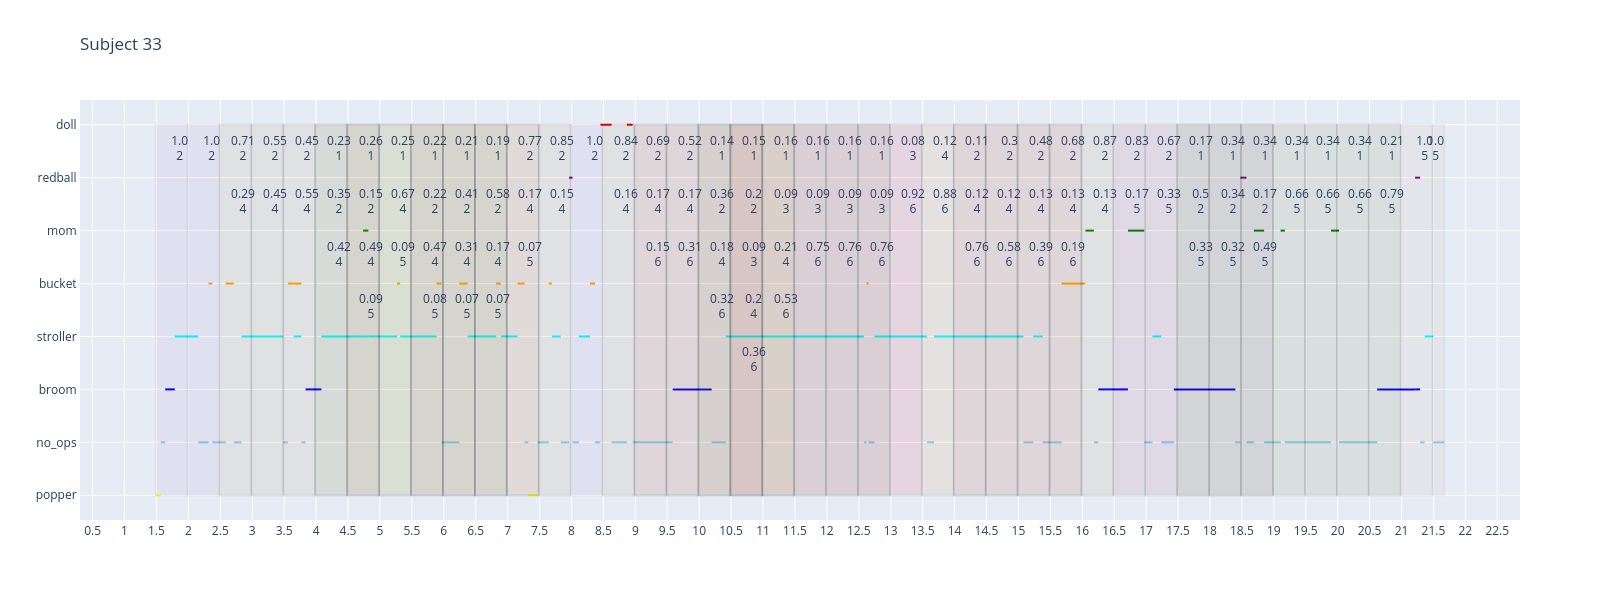 Subject 33
doll
1.0 1.0 0.71 0.55 0.45 0.23 0.26 0.25 0.22 0.21 0.19 0.77 0.85 1.0 0.84 0.69 0.52 0.14 0.15 0.16 0.16 0.16 0.16 0.08 0.12 0.11 0.3 0.48 0.68 0.87 0.83 0.67 0.17 0.34 0.34 0.34 0.34 0.34 0.21 1.0 1.0
2 2 2 2 2 1 1 1 1 1 1 2 2 2 2 2 2 1 1 1 1 1 1 3 4 2 2 2 2 2 2 2 1 1 1 1 1 1 1 5 5
redball
0.29 0.45 0.55 0.35 0.15 0.67 0.22 0.41 0.58 0.17 0.15 0.16 0.17 0.17 0.36 0.2 0.09 0.09 0.09 0.09 0.92 0.88 0.12 0.12 0.13 0.13 0.13 0.17 0.33 0.5 0.34 0.17 0.66 0.66 0.66 0.79
4 4 4 2 2 4 2 2 2 4 4 4 4 4 2 2 3 3 3 3 6 6 4 4 4 4 4 5 5 2 2 2 5 5 5 5
mom
0.42 0.49 0.09 0.47 0.31 0.17 0.07 0.15 0.31 0.18 0.09 0.21 0.75 0.76 0.76 0.76 0.58 0.39 0.19 0.33 0.32 0.49
4 4 5 4 4 4 5 6 6 4 3 4 6 6 6 6 6 6 6 5 5 5
bucket
0.09 0.08 0.07 0.07 0.32 0.2 0.53
5 5 5 5 6 4 6
stroller
0.36
6
broom
no_ops
popper
0.5 1 1.5 2 2.5 3 3.5 4 4.5 5 5.5 6 6.5 7 7.5 8 8.5 9 9.5 10 10.5 11 11.5 12 12.5 13 13.5 14 14.5 15 15.5 16 16.5 17 17.5 18 18.5 19 19.5 20 20.5 21 21.5 22 22.5